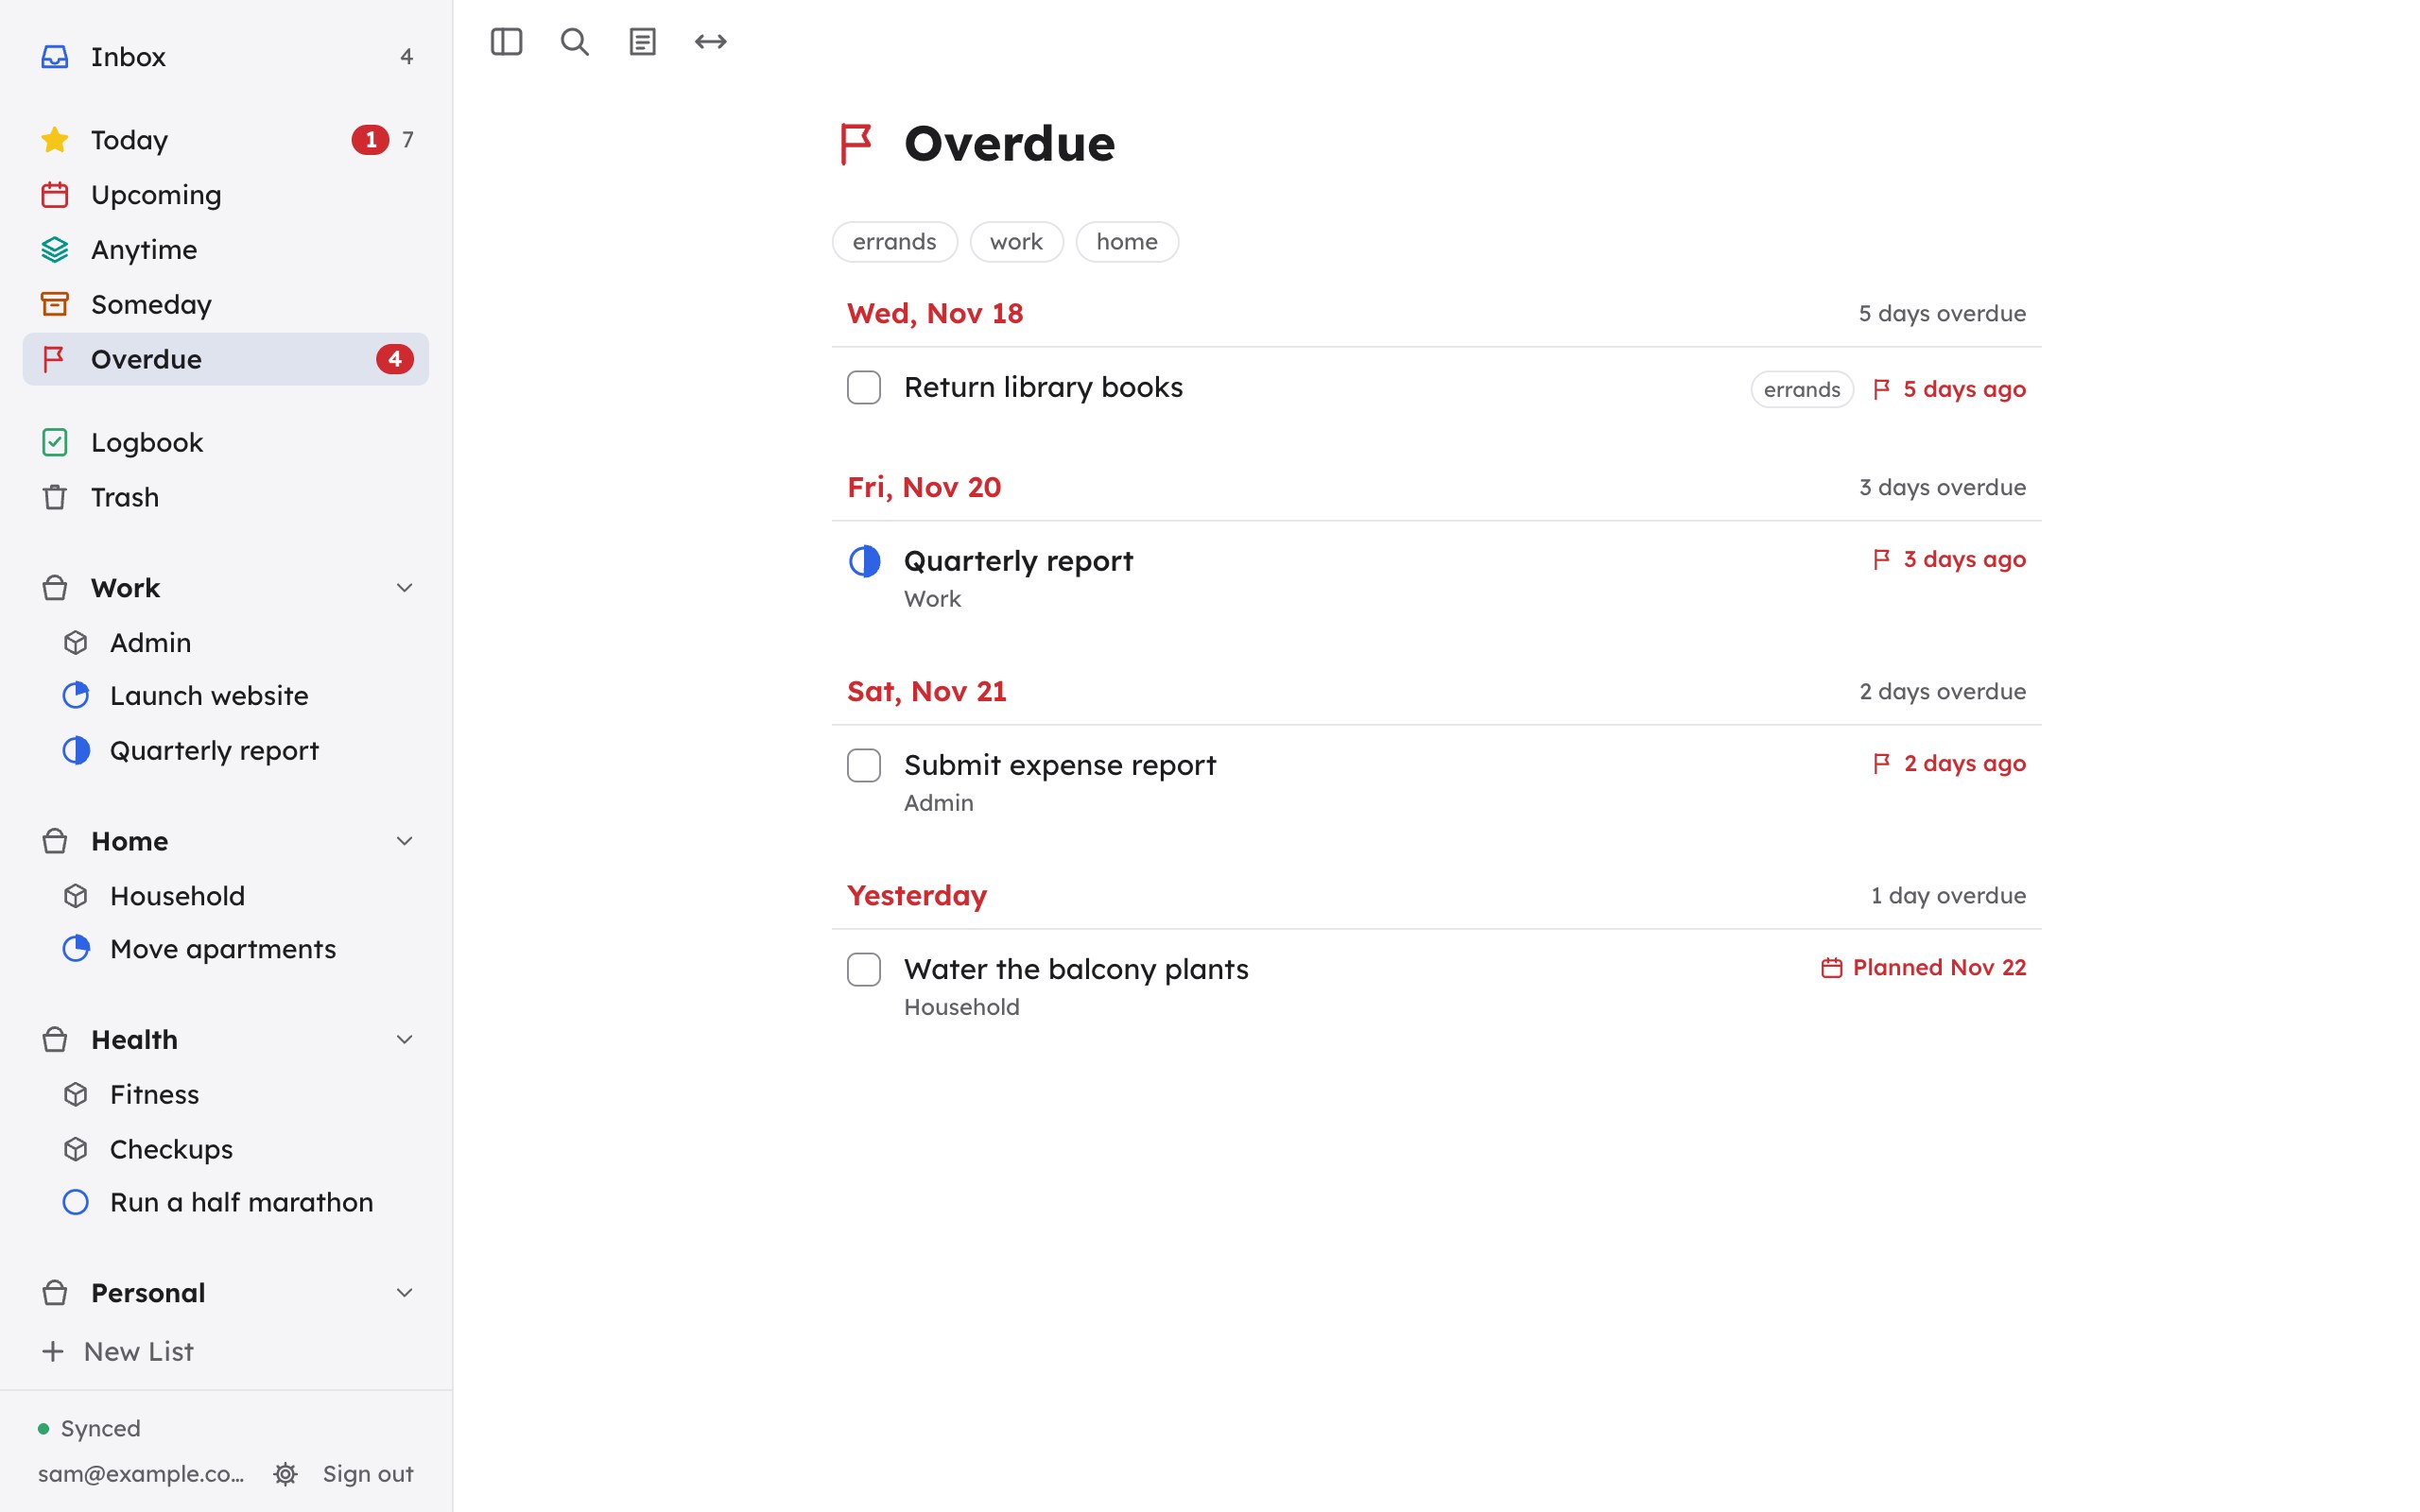 Inbox 4
Today 1 7
Upcoming
Anytime
Someday
Overdue 4
Logbook
Trash
Work
Admin
Launch website
Quarterly report
Home
Household
Move apartments
Health
Fitness
Checkups
Run a half marathon
Personal
New List
Synced
sam@example.co... Sign out
Overdue
errands work home
Wed, Nov 18 5 days overdue
Return library books errands 5 days ago
Fri, Nov 20 3 days overdue
Quarterly report 3 days ago
Work
Sat, Nov 21 2 days overdue
Submit expense report 2 days ago
Admin
Yesterday 1 day overdue
Water the balcony plants Planned Nov 22
Household